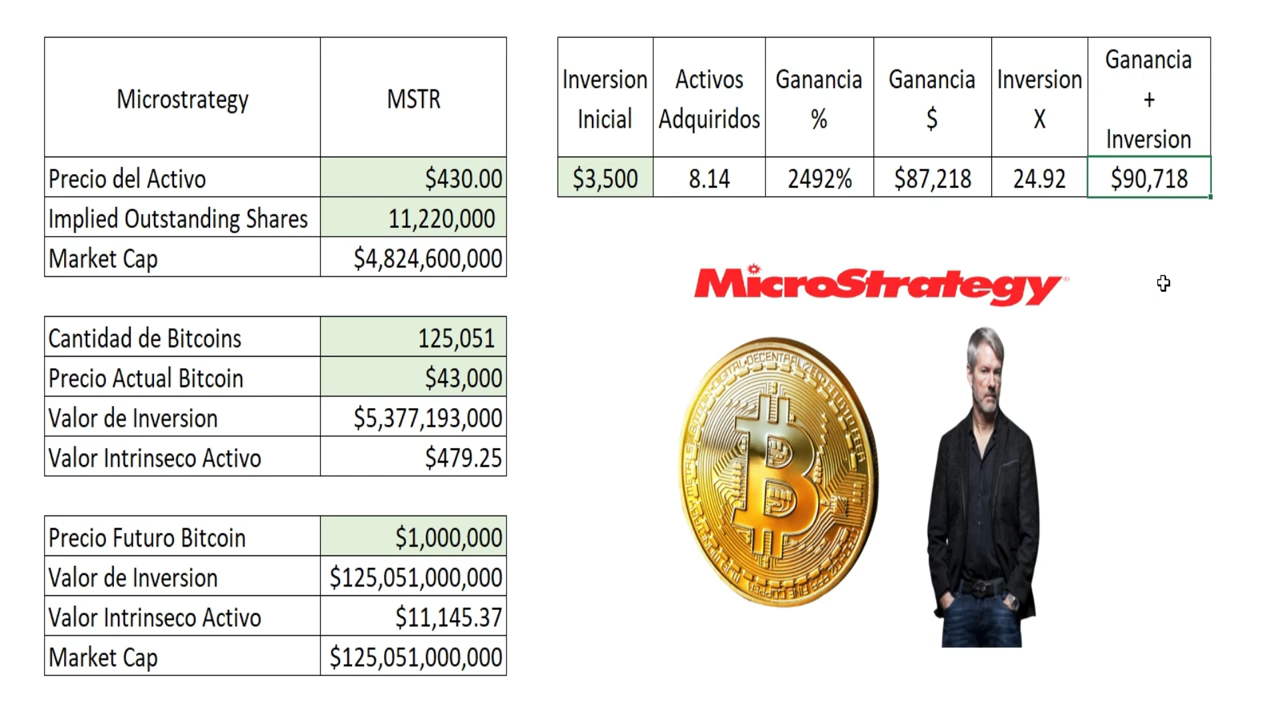 Microstrategy MSTR
Precio del Activo $430.00
Implied Outstanding Shares 11,220,000
Market Cap $4,824,600,000
Cantidad de Bitcoins 125,051
Precio Actual Bitcoin $43,000
Valor de Inversion $5,377,193,000
Valor Intrinseco Activo $479.25
Precio Futuro Bitcoin $1,000,000
Valor de Inversion $125,051,000,000
Valor Intrinseco Activo $11,145.37
Market Cap $125,051,000,000
Inversion Inicial Activos Adquiridos Ganancia % Ganancia $ Inversion X Ganancia + Inversion
$3,500 8.14 2492% $87,218 24.92 $90,718
MicroStrategy
DIGITAL DECENTRALIZED